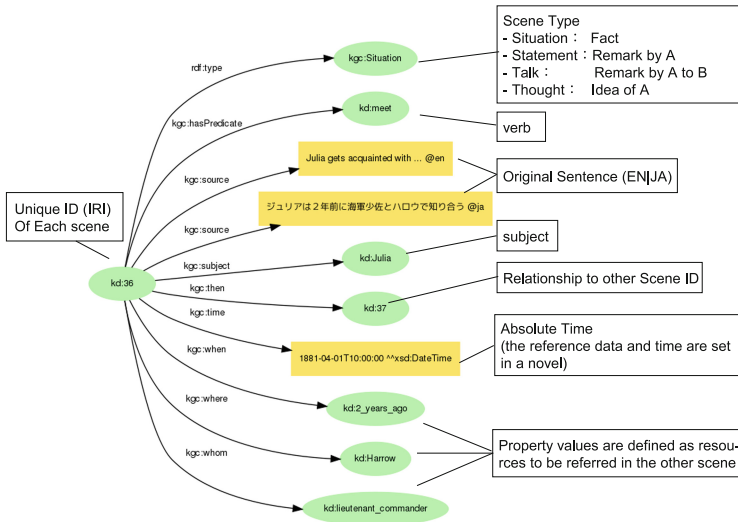 Scene Type
- Situation： Fact
- Statement：Remark by A
- Talk： Remark by A to B
- Thought： Idea of A
rdf:type
kgc:Situation
kgc:hasPredicate
kd:meet
verb
kgc:source
Julia gets acquainted with ... @en
Original Sentence (EN|JA)
kgc:source
ジュリアは２年前に海軍少佐とハロウで知り合う @ja
Unique ID (IRI)
Of Each scene
kd:36
kgc:subject
kd:Julia
subject
kgc:then
kd:37
Relationship to other Scene ID
kgc:time
1881-04-01T10:00:00 ^^xsd:DateTime
Absolute Time
(the reference data and time are set
in a novel)
kgc:when
kd:2_years_ago
kgc:where
kd:Harrow
Property values are defined as resou-
rces to be referred in the other scene
kgc:whom
kd:lieutenant_commander